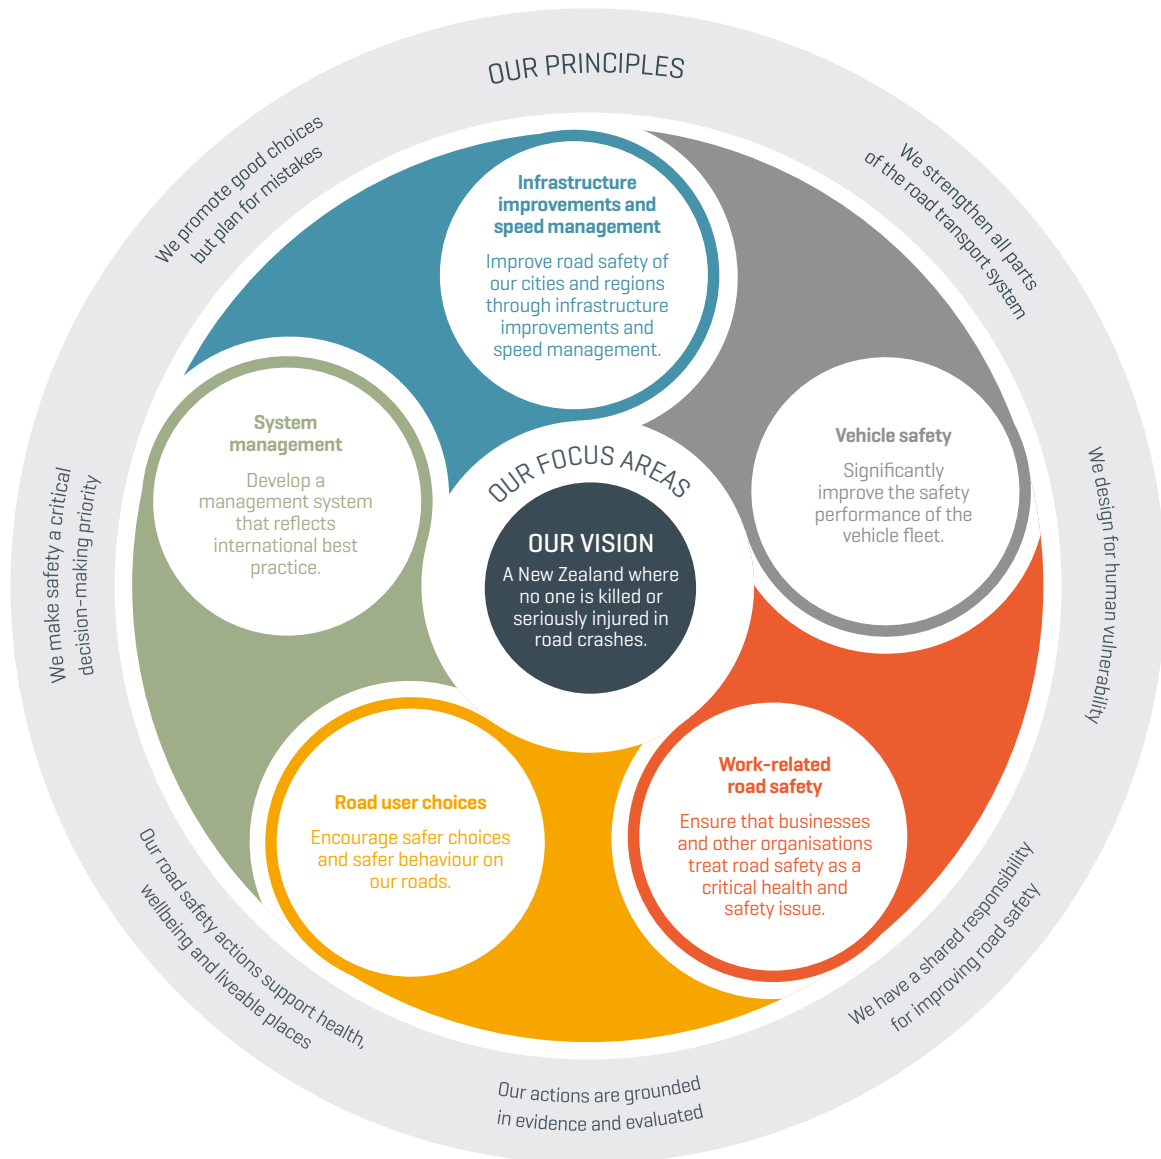 OUR PRINCIPLES
We promote good choices
but plan for mistakes
We strengthen all parts
of the road transport system
We design for human vulnerability
We have a shared responsibility
for improving road safety
Our actions are grounded
in evidence and evaluated
Our road safety actions support health,
wellbeing and liveable places
We make safety a critical
decision-making priority
Infrastructure
improvements and
speed management
Improve road safety of
our cities and regions
through infrastructure
improvements and
speed management.
Vehicle safety
Significantly
improve the safety
performance of the
vehicle fleet.
Work-related
road safety
Ensure that businesses
and other organisations
treat road safety as a
critical health and
safety issue.
Road user choices
Encourage safer choices
and safer behaviour on
our roads.
System
management
Develop a
management system
that reflects
international best
practice.
OUR FOCUS AREAS
OUR VISION
A New Zealand where
no one is killed or
seriously injured in
road crashes.